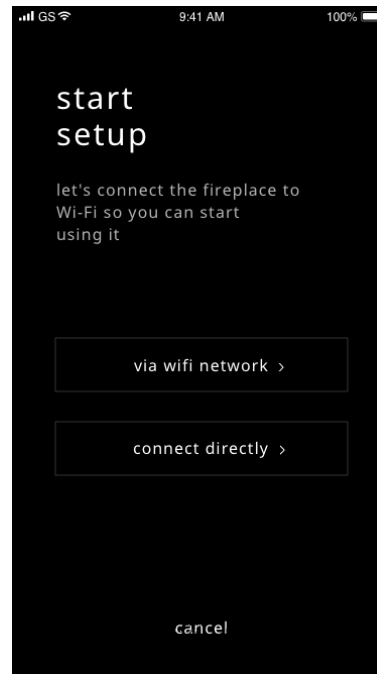 GS 9:41 AM 100%
start
setup
let's connect the fireplace to
Wi-Fi so you can start
using it
via wifi network >
connect directly >
cancel